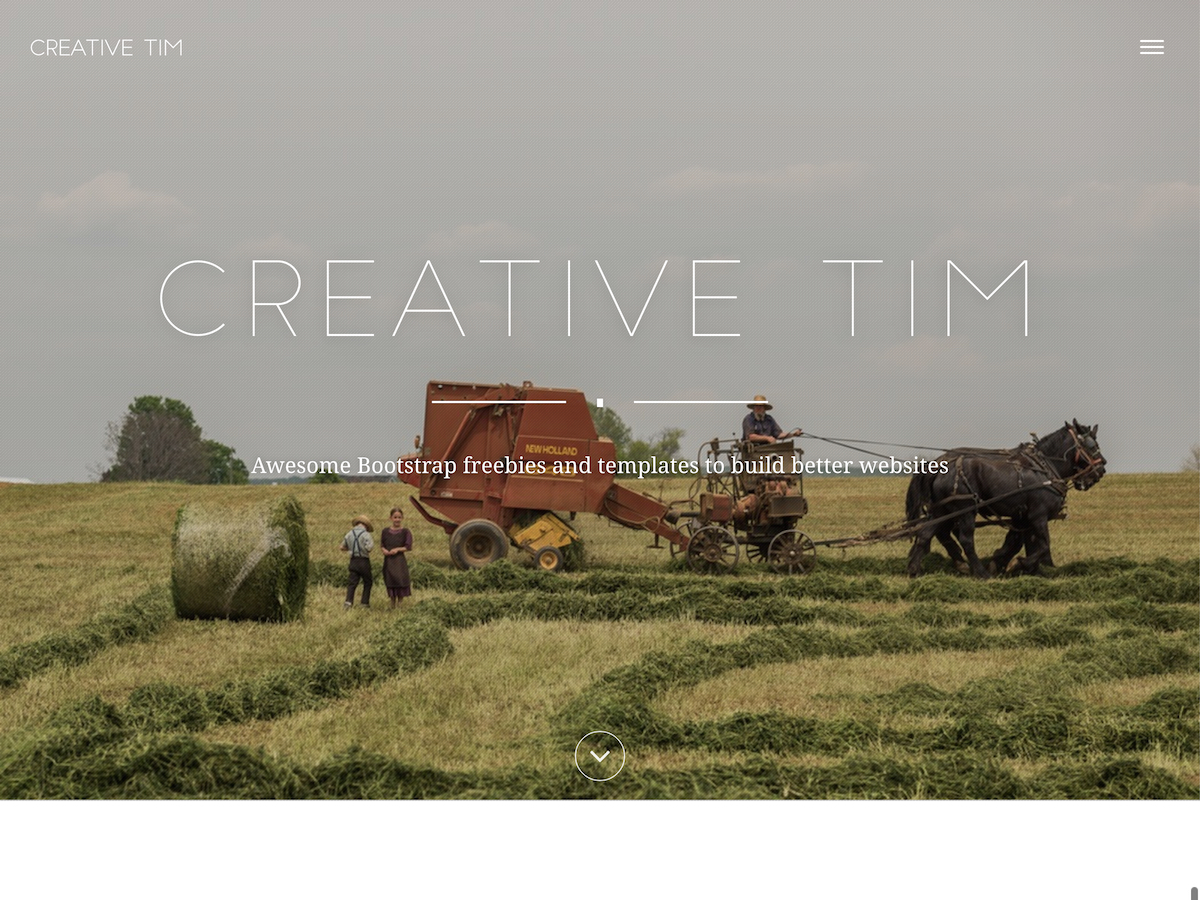 CREATIVE TIM
CREATIVE TIM
NEW HOLLAND
Awesome Bootstrap freebies and templates to build better websites